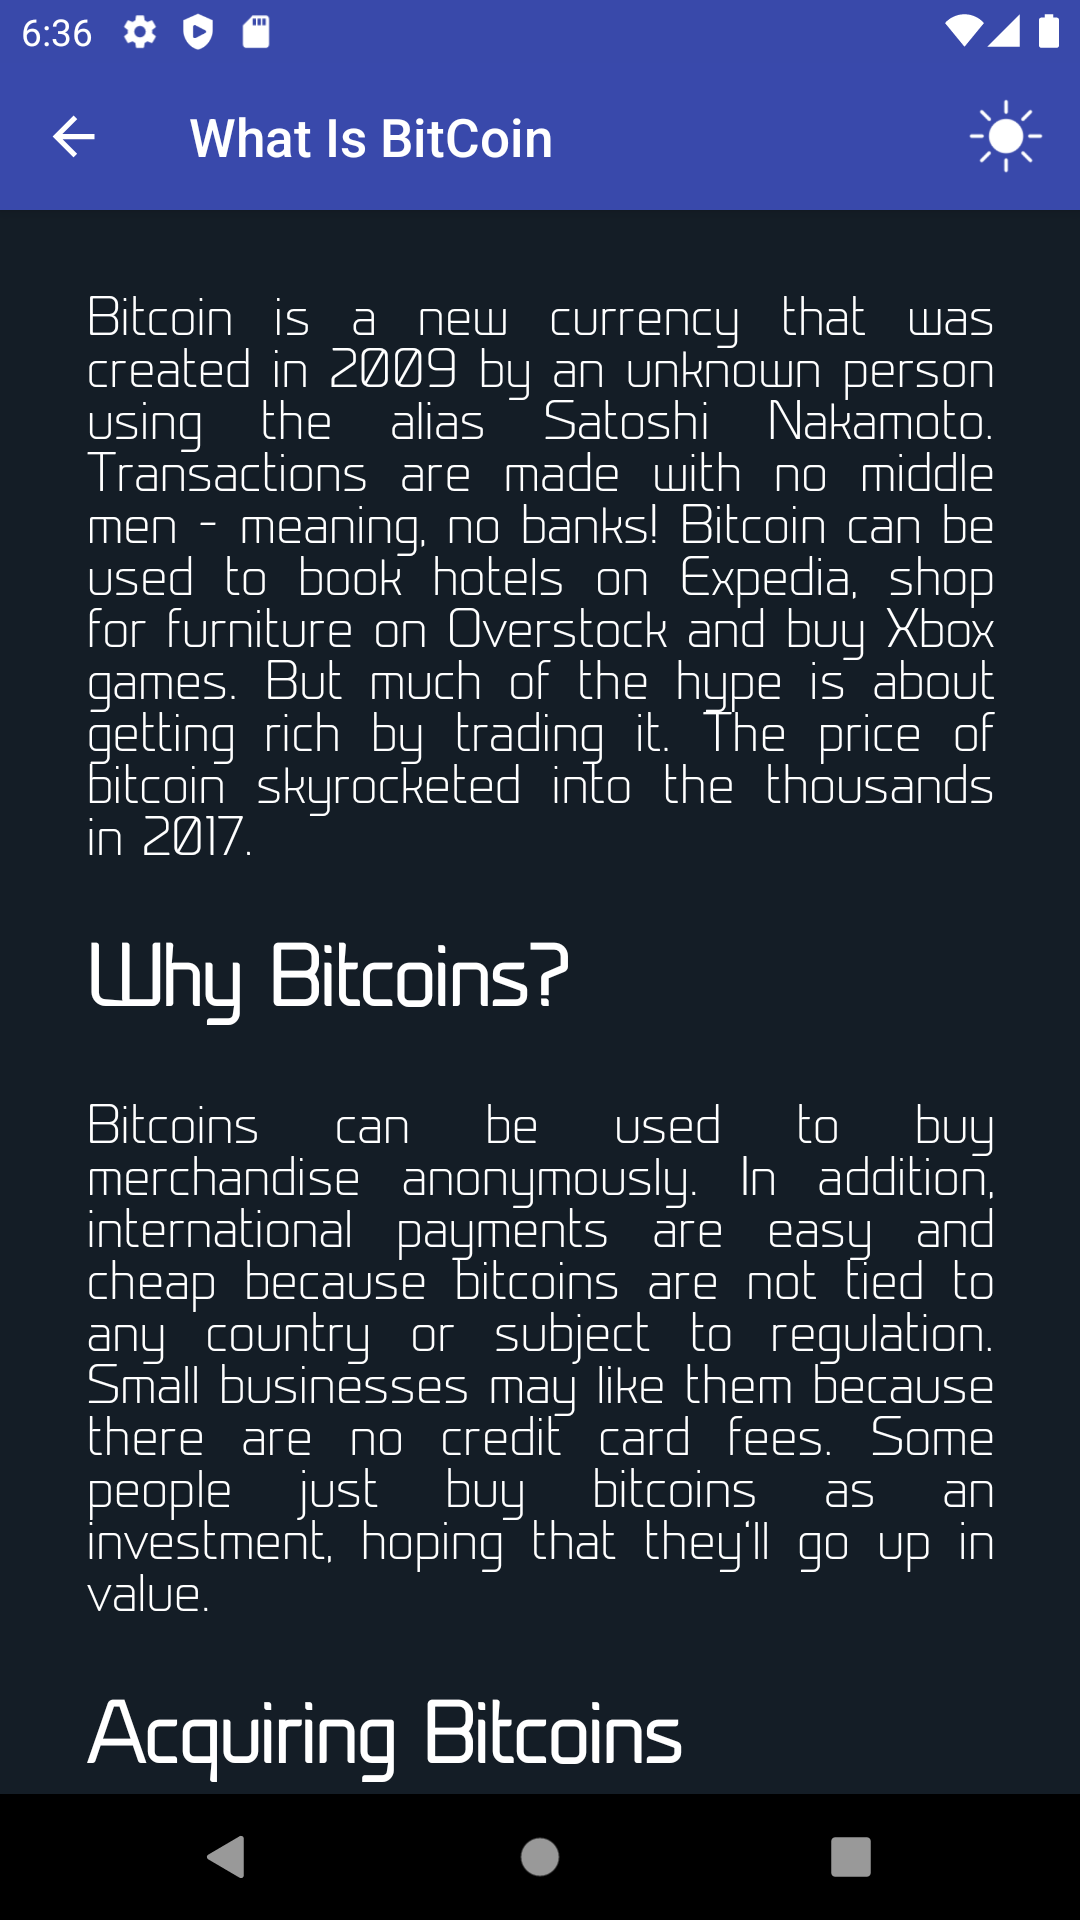 6:36
What Is BitCoin
Bitcoin is a new currency that was
created in 2009 by an unknown person
using the alias Satoshi Nakamoto.
Transactions are made with no middle
men - meaning, no banks! Bitcoin can be
used to book hotels on Expedia, shop
for furniture on Overstock and buy Xbox
games. But much of the hype is about
getting rich by trading it. The price of
bitcoin skyrocketed into the thousands
in 2017.
Why Bitcoins?
Bitcoins can be used to buy
merchandise anonymously. In addition,
international payments are easy and
cheap because bitcoins are not tied to
any country or subject to regulation.
Small businesses may like them because
there are no credit card fees. Some
people just buy bitcoins as an
investment, hoping that they'll go up in
value.
Acquiring Bitcoins